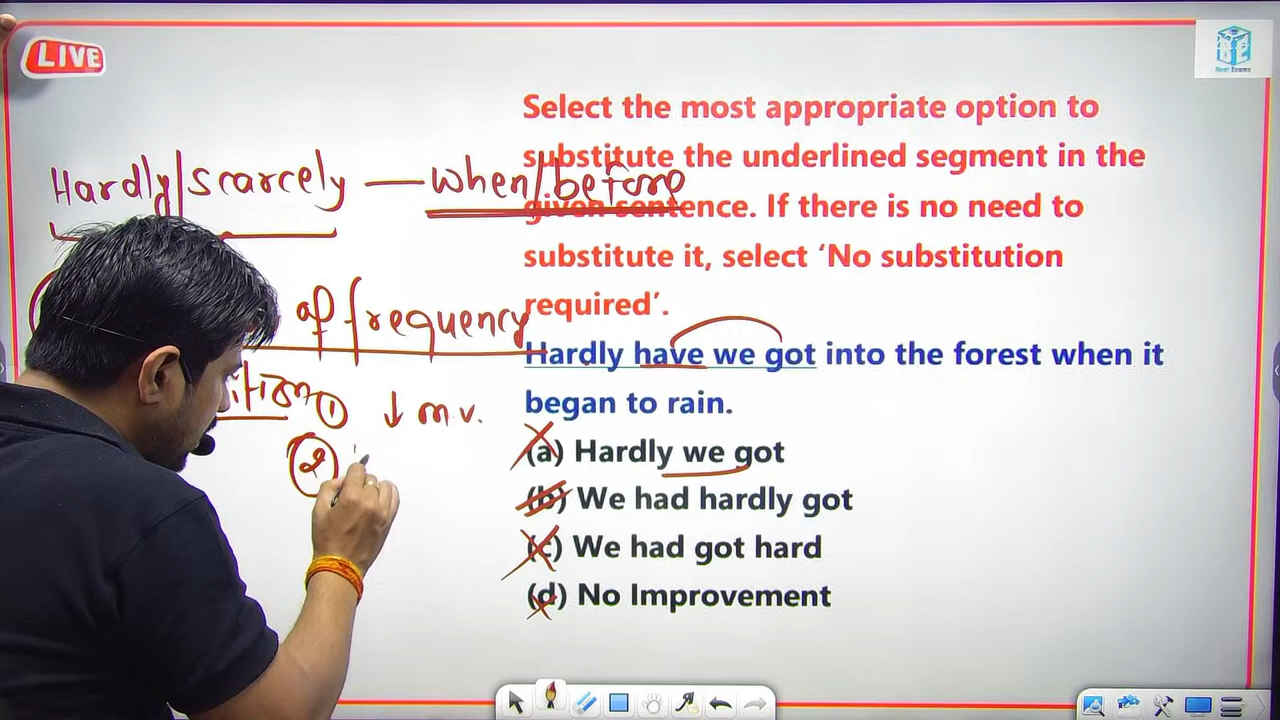 LIVE
Select the most appropriate option to
substitute the underlined segment in the
given sentence. If there is no need to
substitute it, select ‘No substitution
required’.
Hardly have we got into the forest when it
began to rain.
(a) Hardly we got
(b) We had hardly got
(c) We had got hard
(d) No Improvement
Hardly/scarcely — when/before
of frequency
① ↓ m.v.
②